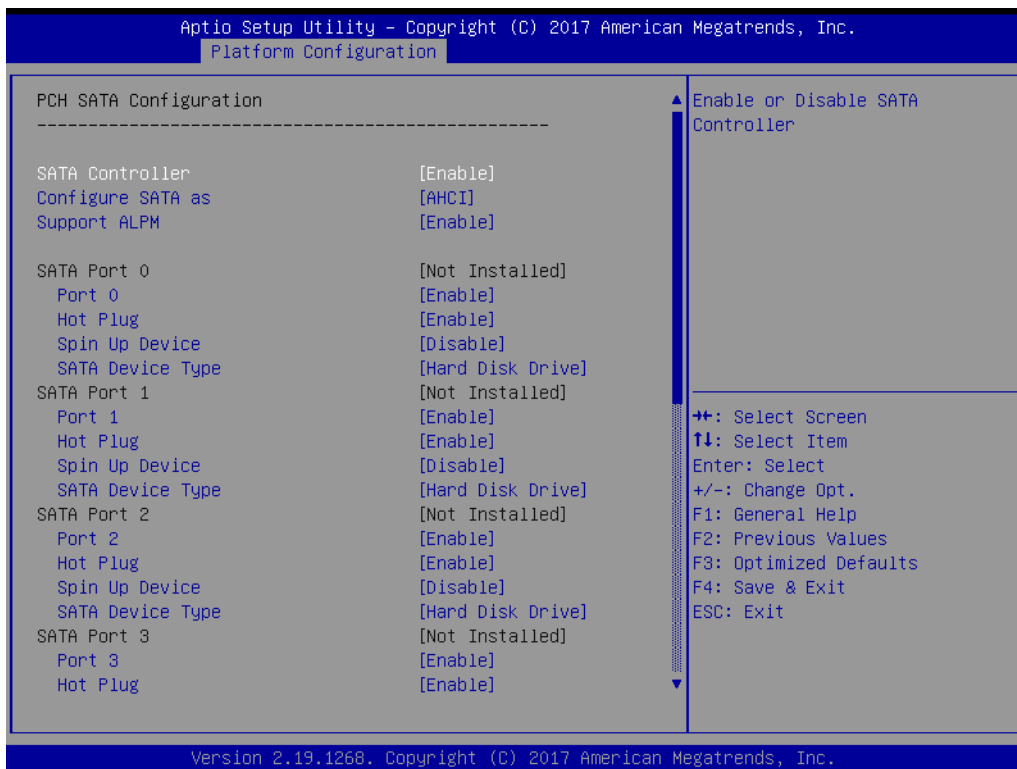 Aptio Setup Utility – Copyright (C) 2017 American Megatrends, Inc.
Platform Configuration
PCH SATA Configuration
--------------------------------------------------
SATA Controller [Enable]
Configure SATA as [AHCI]
Support ALPM [Enable]
SATA Port 0 [Not Installed]
Port 0 [Enable]
Hot Plug [Enable]
Spin Up Device [Disable]
SATA Device Type [Hard Disk Drive]
SATA Port 1 [Not Installed]
Port 1 [Enable]
Hot Plug [Enable]
Spin Up Device [Disable]
SATA Device Type [Hard Disk Drive]
SATA Port 2 [Not Installed]
Port 2 [Enable]
Hot Plug [Enable]
Spin Up Device [Disable]
SATA Device Type [Hard Disk Drive]
SATA Port 3 [Not Installed]
Port 3 [Enable]
Hot Plug [Enable]
Enable or Disable SATA
Controller
→←: Select Screen
↑↓: Select Item
Enter: Select
+/-: Change Opt.
F1: General Help
F2: Previous Values
F3: Optimized Defaults
F4: Save & Exit
ESC: Exit
Version 2.19.1268. Copyright (C) 2017 American Megatrends, Inc.